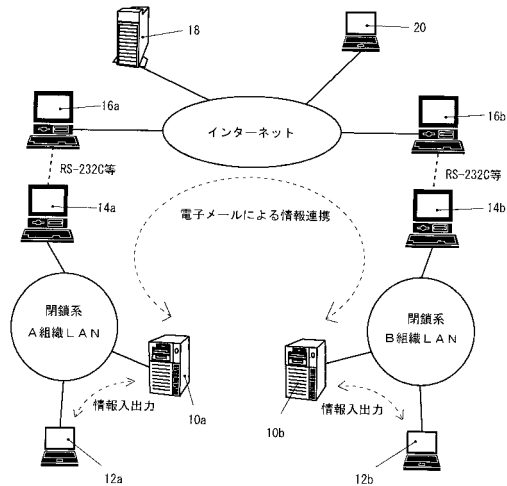 18
20
16a
インターネット
16b
RS-232C等
RS-232C等
14a
電子メールによる情報連携
14b
閉鎖系
A組織LAN
閉鎖系
B組織LAN
情報入出力
10a
情報入出力
10b
12a
12b